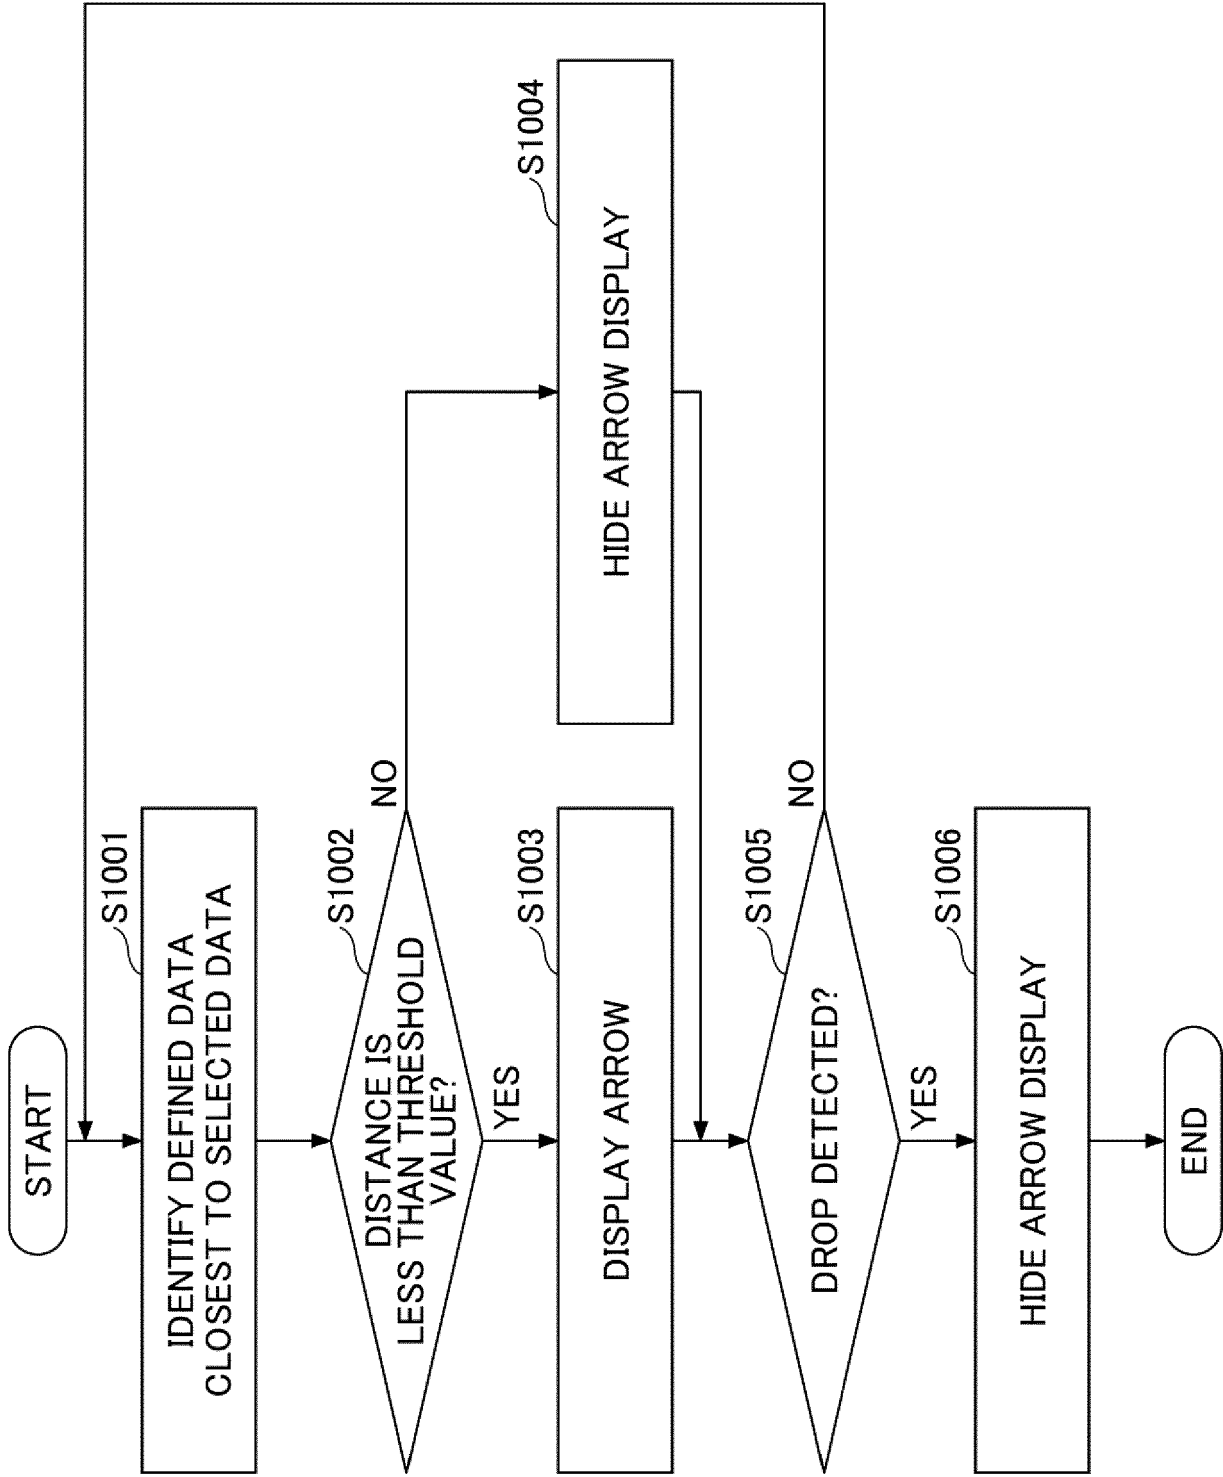 START
S1001
IDENTIFY DEFINED DATA
CLOSEST TO SELECTED DATA
S1002
DISTANCE IS
LESS THAN THRESHOLD
VALUE?
NO
YES
S1003
DISPLAY ARROW
S1004
HIDE ARROW DISPLAY
S1005
DROP DETECTED?
NO
YES
S1006
HIDE ARROW DISPLAY
END